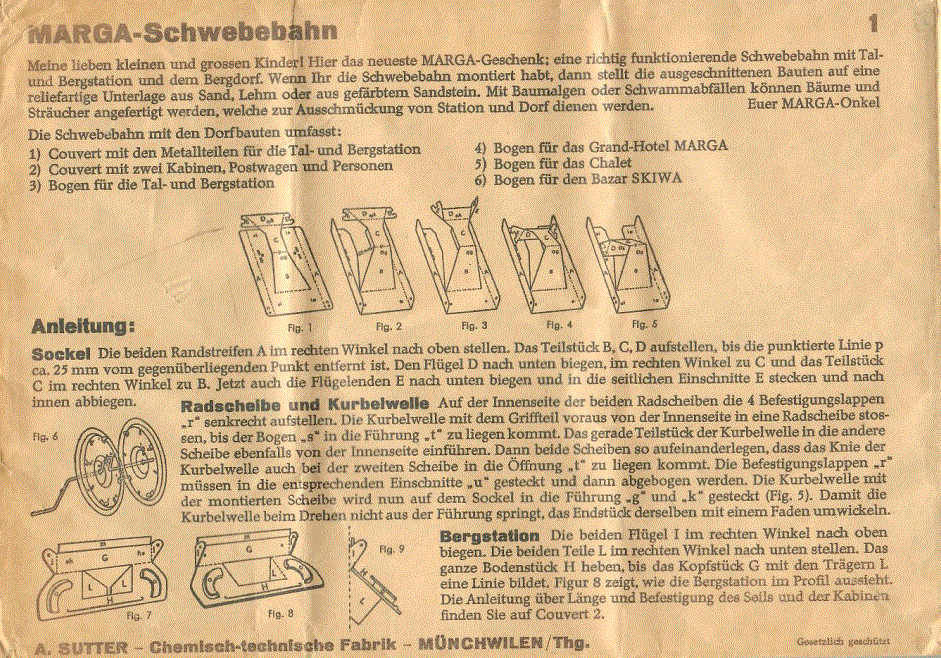 MARGA-Schwebebahn
1
Meine lieben kleinen und grossen Kinder! Hier das neueste MARGA-Geschenk; eine richtig funktionierende Schwebebahn mit Tal-
und Bergstation und dem Bergdorf. Wenn Ihr die Schwebebahn montiert habt, dann stellt die ausgeschnittenen Bauten auf eine
reliefartige Unterlage aus Sand, Lehm oder aus gefärbtem Sandstein. Mit Baumalgen oder Schwammabfällen können Bäume und
Sträucher angefertigt werden, welche zur Ausschmückung von Station und Dorf dienen werden. Euer MARGA-Onkel
Die Schwebebahn mit den Dorfbauten umfasst:
1) Couvert mit den Metallteilen für die Tal- und Bergstation
2) Couvert mit zwei Kabinen, Postwagen und Personen
3) Bogen für die Tal- und Bergstation
4) Bogen für das Grand-Hotel MARGA
5) Bogen für das Chalet
6) Bogen für den Bazar SKIWA
Fig. 1
Fig. 2
Fig. 3
Fig. 4
Fig. 5
Anleitung:
Sockel Die beiden Randstreifen A im rechten Winkel nach oben stellen. Das Teilstück B, C, D aufstellen, bis die punktierte Linie p
ca. 25 mm vom gegenüberliegenden Punkt entfernt ist. Den Flügel D nach unten biegen, im rechten Winkel zu C und das Teilstück
C im rechten Winkel zu B. Jetzt auch die Flügelenden E nach unten biegen und in die seitlichen Einschnitte E stecken und nach
innen abbiegen.
Fig. 6
Radscheibe und Kurbelwelle Auf der Innenseite der beiden Radscheiben die 4 Befestigungslappen
„r" senkrecht aufstellen. Die Kurbelwelle mit dem Griffteil voraus von der Innenseite in eine Radscheibe stos-
sen, bis der Bogen „s" in die Führung „t" zu liegen kommt. Das gerade Teilstück der Kurbelwelle in die andere
Scheibe ebenfalls von der Innenseite einführen. Dann beide Scheiben so aufeinanderlegen, dass das Knie der
Kurbelwelle auch bei der zweiten Scheibe in die Öffnung „t" zu liegen kommt. Die Befestigungslappen „r"
müssen in die entsprechenden Einschnitte „u" gesteckt und dann abgebogen werden. Die Kurbelwelle mit
der montierten Scheibe wird nun auf dem Sockel in die Führung „g" und „k" gesteckt (Fig. 5). Damit die
Kurbelwelle beim Drehen nicht aus der Führung springt, das Endstück derselben mit einem Faden umwickeln.
G
L
L
H
Fig. 7
G
L
L
H
Fig. 8
Fig. 9
L
Bergstation Die beiden Flügel I im rechten Winkel nach oben
biegen. Die beiden Teile L im rechten Winkel nach unten stellen. Das
ganze Bodenstück H heben, bis das Kopfstück G mit den Trägern L
eine Linie bildet. Figur 8 zeigt, wie die Bergstation im Profil aussieht.
Die Anleitung über Länge und Befestigung des Seils und der Kabinen
finden Sie auf Couvert 2.
A. SUTTER – Chemisch-technische Fabrik – MÜNCHWILEN/Thg.
Gesetzlich geschützt